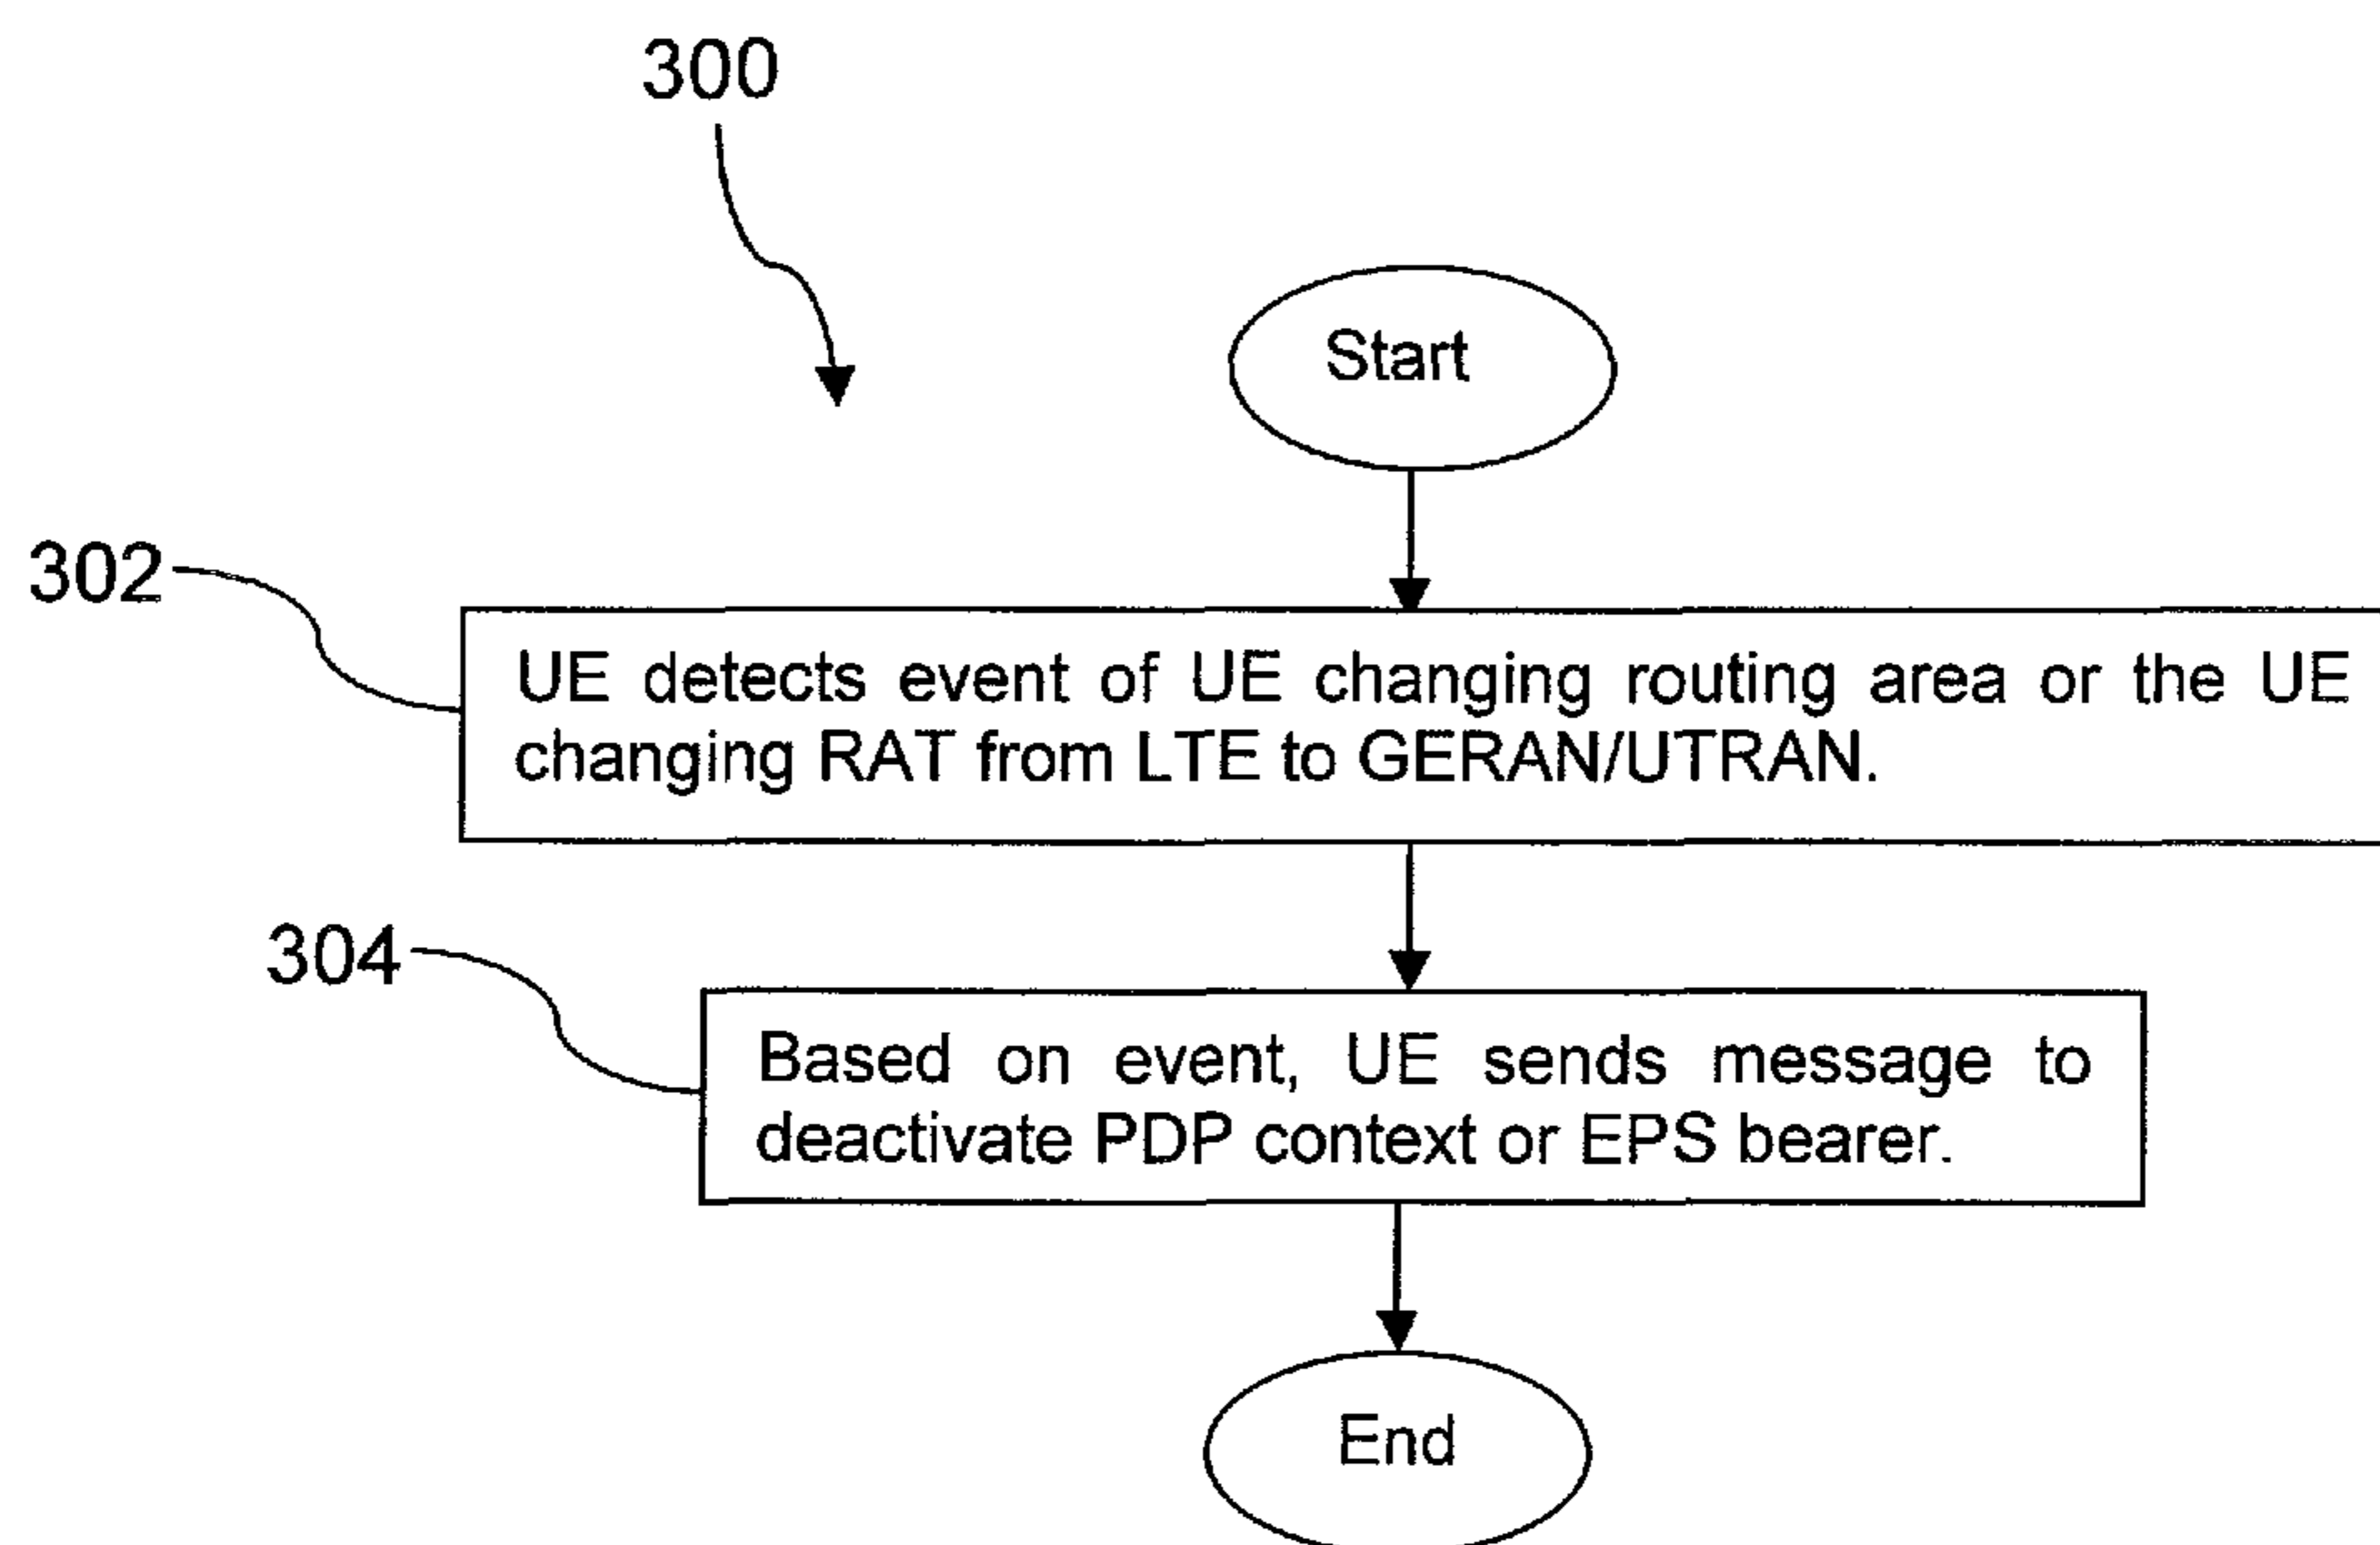 300
Start
302
UE detects event of UE changing routing area or the UE
changing RAT from LTE to GERAN/UTRAN.
304
Based on event, UE sends message to
deactivate PDP context or EPS bearer.
End